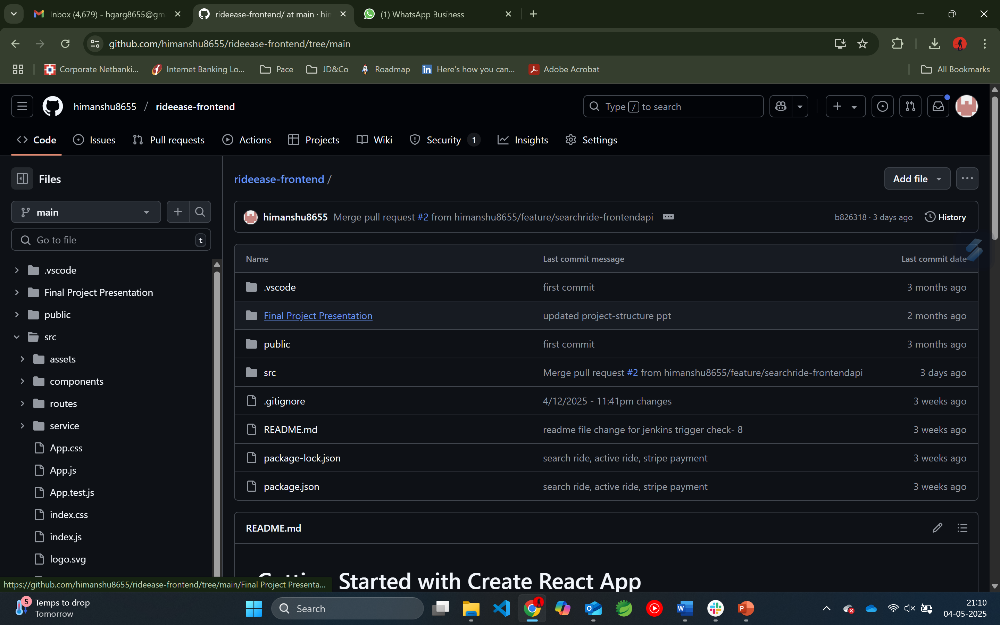 Inbox (4,679) - hgarg8655@gm
rideease-frontend/ at main · him
(1) WhatsApp Business
github.com/himanshu8655/rideease-frontend/tree/main
Corporate Netbanki...
Internet Banking Lo...
Pace
JD&Co
Roadmap
Here's how you can...
Adobe Acrobat
All Bookmarks
himanshu8655 / rideease-frontend
Type / to search
Code
Issues
Pull requests
Actions
Projects
Wiki
Security 1
Insights
Settings
Files
main
Go to file
t
.vscode
Final Project Presentation
public
src
assets
components
routes
service
App.css
App.js
App.test.js
index.css
index.js
logo.svg
rideease-frontend /
Add file
himanshu8655 Merge pull request #2 from himanshu8655/feature/searchride-frontendapi
b826318 · 3 days ago
History
Name Last commit message Last commit date
.vscode first commit 3 months ago
Final Project Presentation updated project-structure ppt 2 months ago
public first commit 3 months ago
src Merge pull request #2 from himanshu8655/feature/searchride-frontendapi 3 days ago
.gitignore 4/12/2025 - 11:41pm changes 3 weeks ago
README.md readme file change for jenkins trigger check- 8 3 weeks ago
package-lock.json search ride, active ride, stripe payment 3 weeks ago
package.json search ride, active ride, stripe payment 3 weeks ago
README.md
Started with Create React App
https://github.com/himanshu8655/rideease-frontend/tree/main/Final Project Presenta...
5
Temps to drop
Tomorrow
Search
21:10
04-05-2025